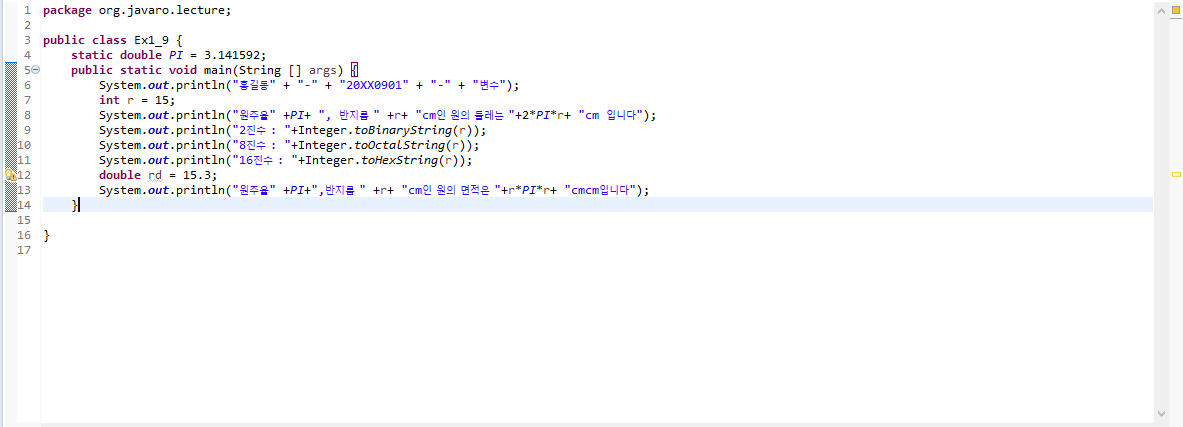 1 package org.javaro.lecture;
2
3 public class Ex1_9 {
4 static double PI = 3.141592;
5 public static void main(String [] args) {
6 System.out.println("홍길동" + "-" + "20XX0901" + "-" + "변수");
7 int r = 15;
8 System.out.println("원주율" +PI+ ", 반지름 " +r+ "cm인 원의 둘레는 "+2*PI*r+ "cm 입니다");
9 System.out.println("2진수 : "+Integer.toBinaryString(r));
10 System.out.println("8진수 : "+Integer.toOctalString(r));
11 System.out.println("16진수 : "+Integer.toHexString(r));
12 double rd = 15.3;
13 System.out.println("원주율" +PI+",반지름 " +r+ "cm인 원의 면적은 "+r*PI*r+ "cmcm입니다");
14 }
15
16 }
17